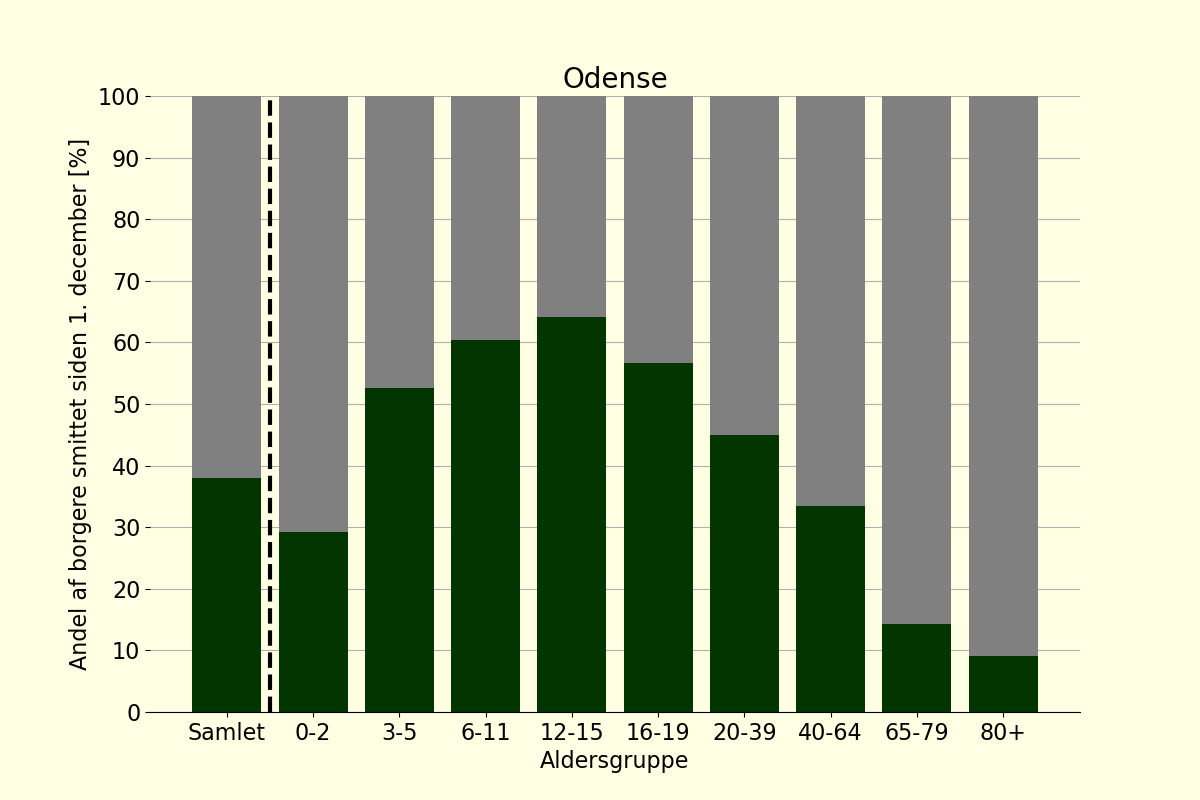 Odense
Andel af borgere smittet siden 1. december [%]
100
90
80
70
60
50
40
30
20
10
0
Samlet 0-2 3-5 6-11 12-15 16-19 20-39 40-64 65-79 80+
Aldersgruppe